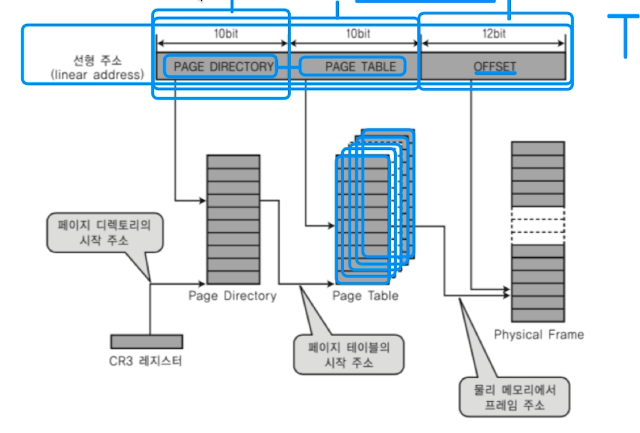 10bit
10bit
12bit
선형 주소
(linear address)
PAGE DIRECTORY
PAGE TABLE
OFFSET
페이지 디렉토리의
시작 주소
Page Directory
Page Table
Physical Frame
CR3 레지스터
페이지 테이블의
시작 주소
물리 메모리에서
프레임 주소